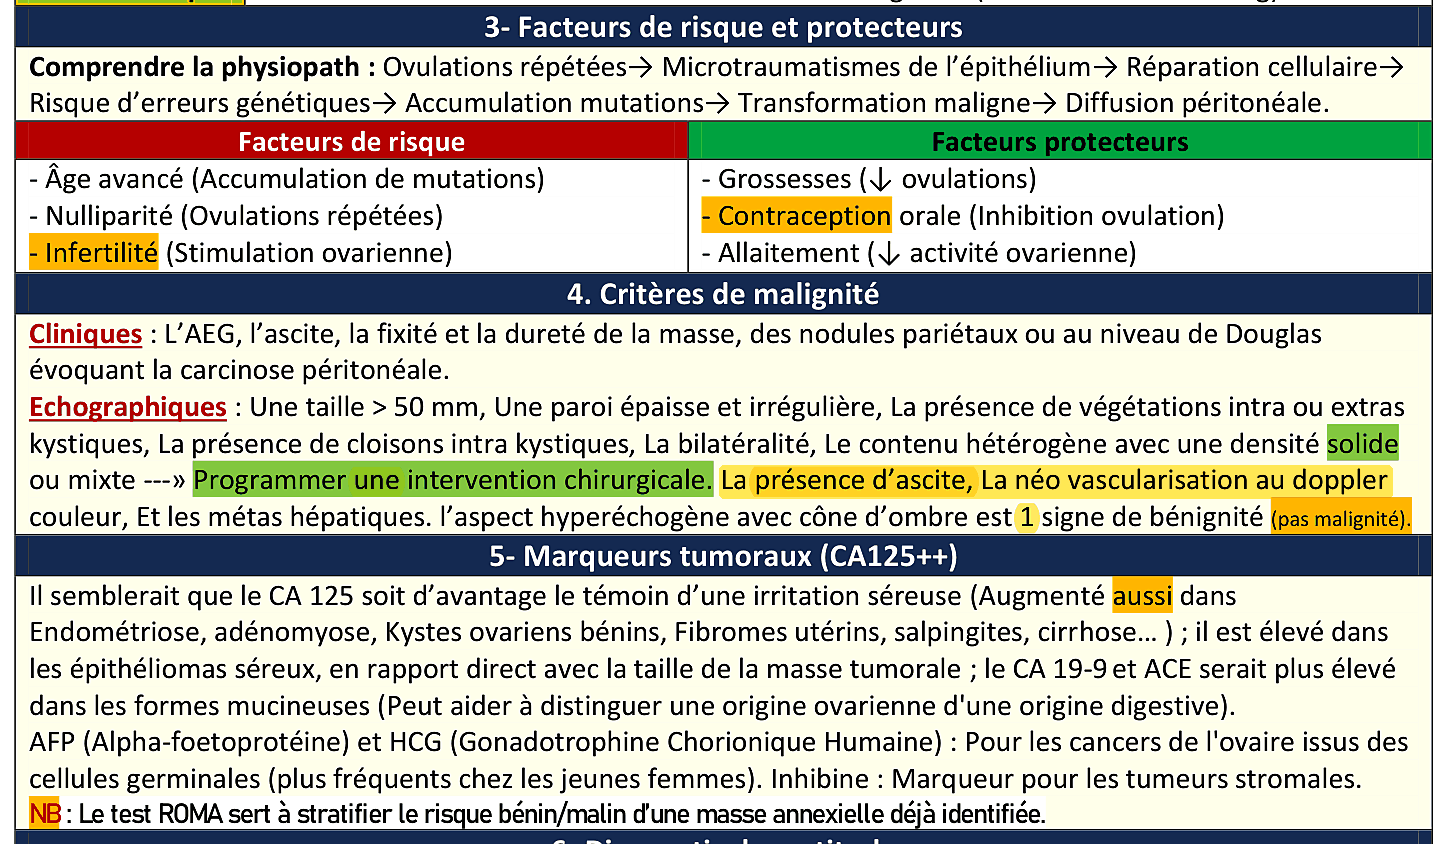 3- Facteurs de risque et protecteurs
Comprendre la physiopath : Ovulations répétées→ Microtraumatismes de l’épithélium→ Réparation cellulaire→
Risque d’erreurs génétiques→ Accumulation mutations→ Transformation maligne→ Diffusion péritonéale.
Facteurs de risque
- Âge avancé (Accumulation de mutations)
- Nulliparité (Ovulations répétées)
- Infertilité (Stimulation ovarienne)
Facteurs protecteurs
- Grossesses (↓ ovulations)
- Contraception orale (Inhibition ovulation)
- Allaitement (↓ activité ovarienne)
4. Critères de malignité
Cliniques : L’AEG, l’ascite, la fixité et la dureté de la masse, des nodules pariétaux ou au niveau de Douglas
évoquant la carcinose péritonéale.
Echographiques : Une taille > 50 mm, Une paroi épaisse et irrégulière, La présence de végétations intra ou extras
kystiques, La présence de cloisons intra kystiques, La bilatéralité, Le contenu hétérogène avec une densité solide
ou mixte ---» Programmer une intervention chirurgicale. La présence d’ascite, La néo vascularisation au doppler
couleur, Et les métas hépatiques. l’aspect hyperéchogène avec cône d’ombre est 1 signe de bénignité (pas malignité).
5- Marqueurs tumoraux (CA125++)
Il semblerait que le CA 125 soit d’avantage le témoin d’une irritation séreuse (Augmenté aussi dans
Endométriose, adénomyose, Kystes ovariens bénins, Fibromes utérins, salpingites, cirrhose... ) ; il est élevé dans
les épithéliomas séreux, en rapport direct avec la taille de la masse tumorale ; le CA 19-9 et ACE serait plus élevé
dans les formes mucineuses (Peut aider à distinguer une origine ovarienne d'une origine digestive).
AFP (Alpha-foetoprotéine) et HCG (Gonadotrophine Chorionique Humaine) : Pour les cancers de l'ovaire issus des
cellules germinales (plus fréquents chez les jeunes femmes). Inhibine : Marqueur pour les tumeurs stromales.
NB : Le test ROMA sert à stratifier le risque bénin/malin d’une masse annexielle déjà identifiée.